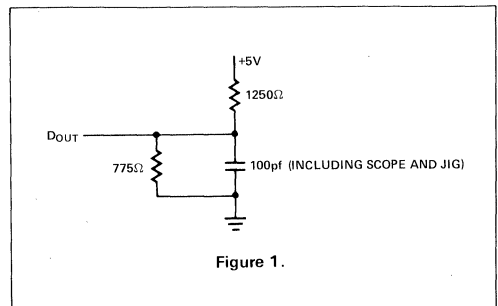 +5V
1250Ω
DOUT
775Ω
100pf (INCLUDING SCOPE AND JIG)
Figure 1.